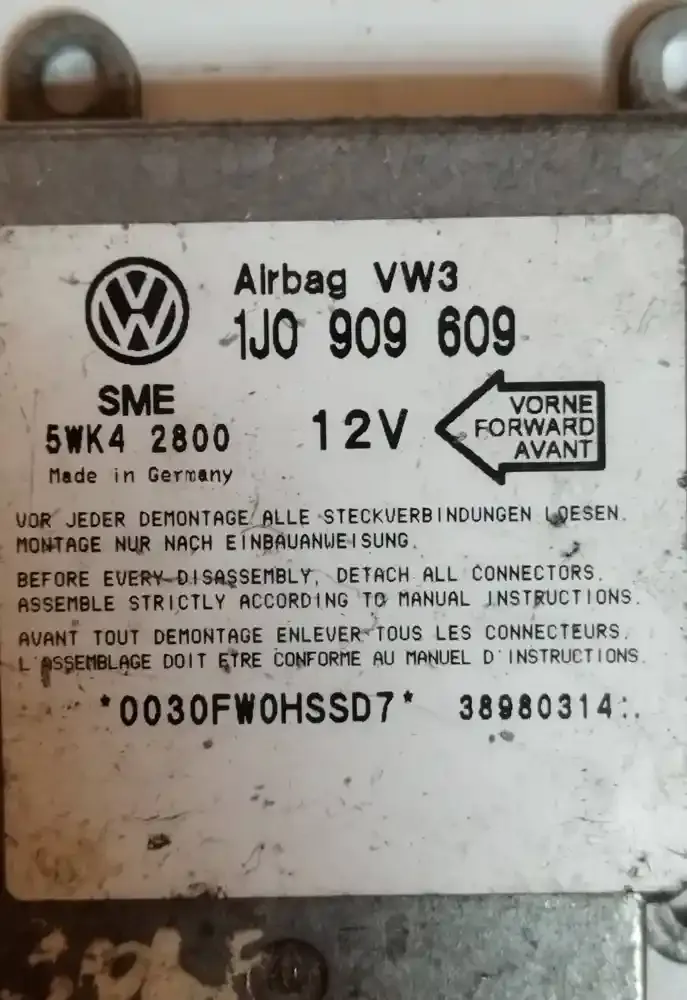 Airbag VW3
1J0 909 609
SME
5WK4 2800
12V
VORNE
FORWARD
AVANT
Made in Germany
VOR JEDER DEMONTAGE ALLE STECKVERBINDUNGEN LOESEN.
MONTAGE NUR NACH EINBAUANWEISUNG.
BEFORE EVERY DISASSEMBLY, DETACH ALL CONNECTORS.
ASSEMBLE STRICTLY ACCORDING TO MANUAL INSTRUCTIONS.
AVANT TOUT DEMONTAGE ENLEVER TOUS LES CONNECTEURS.
L'ASSEMBLAGE DOIT ETRE CONFORME AU MANUEL D'INSTRUCTIONS.
*0030FW0HSSD7* 38980314:.